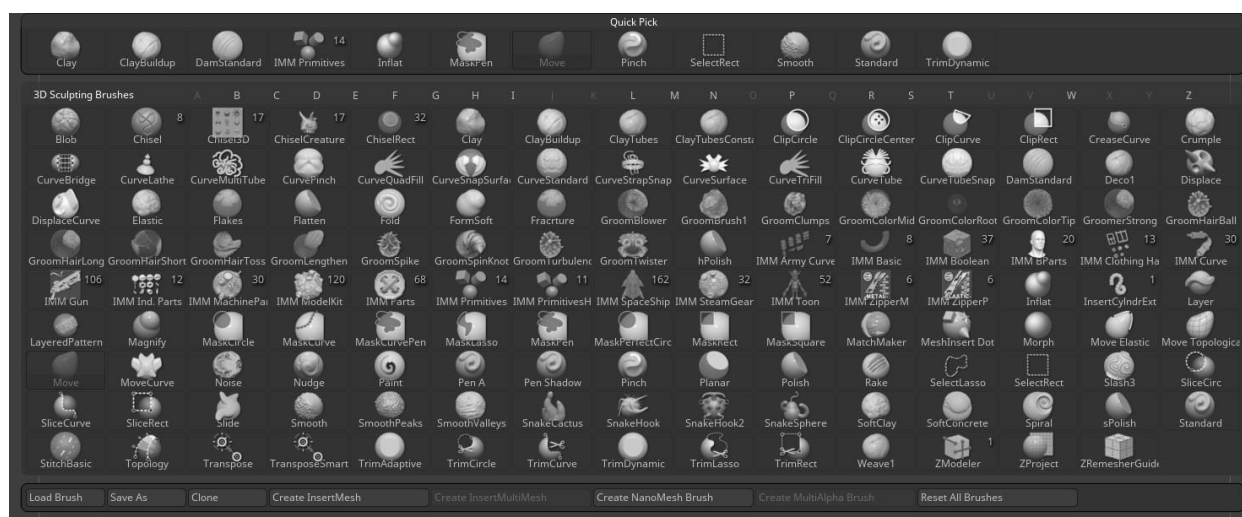 Quick Pick
14
Clay ClayBuildup DamStandard IMM Primitives Inflat MaskPen Move Pinch SelectRect Smooth Standard TrimDynamic
3D Sculpting Brushes A B C D E F G H I J K L M N O P Q R S T U V W X Y Z
8 17 17 32
Blob Chisel Chisel3D ChiselCreature ChiselRect Clay ClayBuildup ClayTubes ClayTubesConsta ClipCircle ClipCircleCenter ClipCurve ClipRect CreaseCurve Crumple
CurveBridge CurveLathe CurveMultiTube CurvePinch CurveQuadFill CurveSnapSurfa CurveStandard CurveStrapSnap CurveSurface CurveTriFill CurveTube CurveTubeSnap DamStandard Deco1 Displace
DisplaceCurve Elastic Flakes Flatten Fold FormSoft Fracrture GroomBlower GroomBrush1 GroomClumps GroomColorMid GroomColorRoot GroomColorTip GroomerStrong GroomHairBall
7 8 37 20 13 30
GroomHairLong GroomHairShort GroomHairToss GroomLengthen GroomSpike GroomSpinKnot GroomTurbulenc GroomTwister hPolish IMM Army Curve IMM Basic IMM Boolean IMM BParts IMM Clothing Ha IMM Curve
106 12 30 120 68 14 11 162 32 52 6 6 1
IMM Gun IMM Ind. Parts IMM MachinePar IMM ModelKit IMM Parts IMM Primitives IMM PrimitivesH IMM SpaceShip IMM SteamGear IMM Toon IMM ZipperM IMM ZipperP Inflat InsertCylndrExt Layer
LayeredPattern Magnify MaskCircle MaskCurve MaskCurvePen MaskLasso MaskPen MaskPerfectCirc MaskRect MaskSquare MatchMaker MeshInsert Dot Morph Move Elastic Move Topologica
Move MoveCurve Noise Nudge Paint Pen A Pen Shadow Pinch Planar Polish Rake SelectLasso SelectRect Slash3 SliceCirc
SliceCurve SliceRect Slide Smooth SmoothPeaks SmoothValleys SnakeCactus SnakeHook SnakeHook2 SnakeSphere SoftClay SoftConcrete Spiral sPolish Standard
1
StitchBasic Topology Transpose TransposeSmart TrimAdaptive TrimCircle TrimCurve TrimDynamic TrimLasso TrimRect Weave1 ZModeler ZProject ZRemesherGuide
Load Brush Save As Clone Create InsertMesh Create InsertMultiMesh Create NanoMesh Brush Create MultiAlpha Brush Reset All Brushes